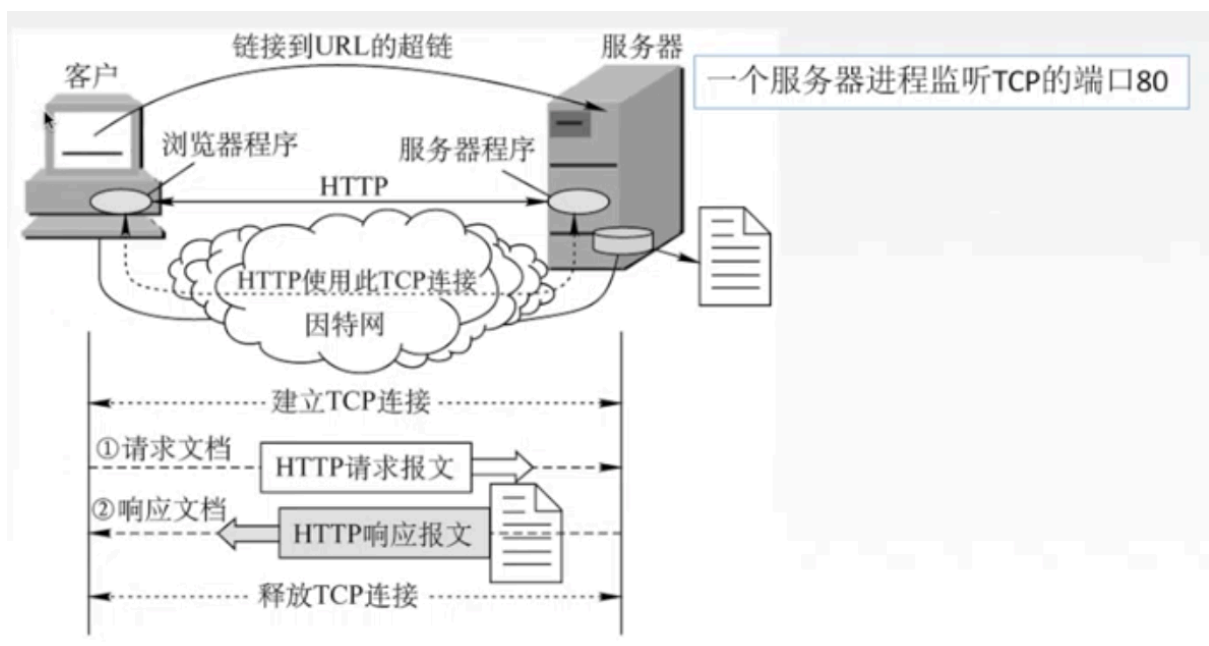 链接到URL的超链
服务器
客户
一个服务器进程监听TCP的端口80
浏览器程序
服务器程序
HTTP
HTTP使用此TCP连接
因特网
建立TCP连接
①请求文档
HTTP请求报文
②响应文档
HTTP响应报文
释放TCP连接